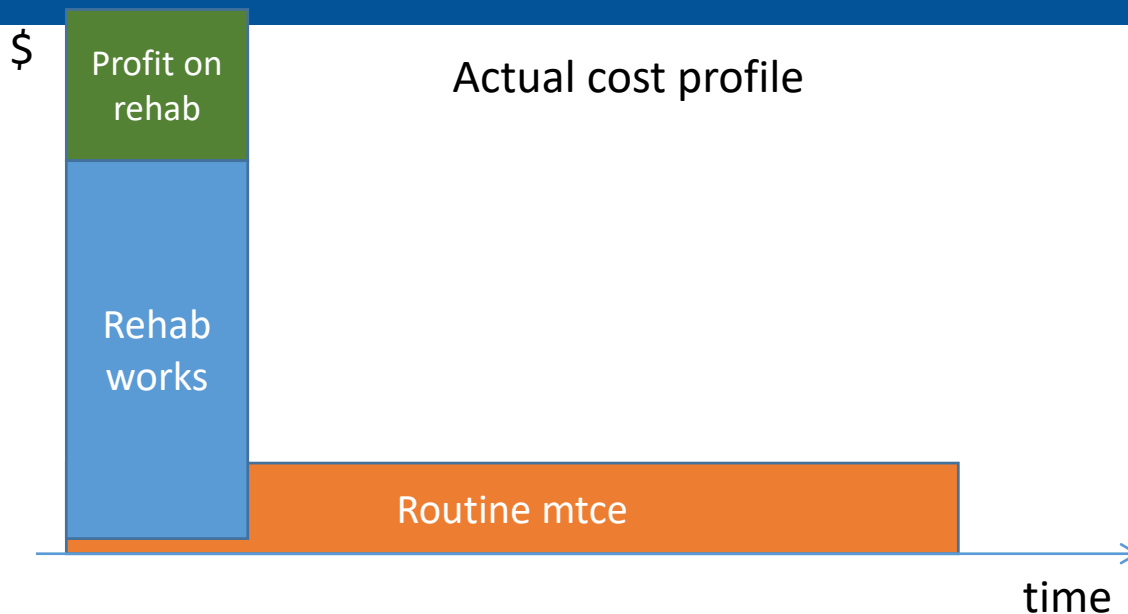 $
Profit on
rehab
Actual cost profile
Rehab
works
Routine mtce
time